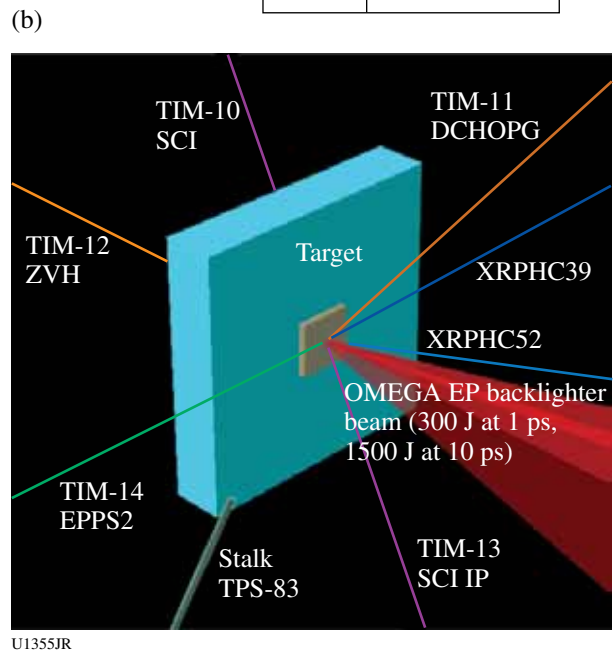 (b)
TIM-10
SCI
TIM-11
DCHOPG
TIM-12
ZVH
Target
XRPHC39
XRPHC52
OMEGA EP backlighter
beam (300 J at 1 ps,
1500 J at 10 ps)
TIM-14
EPPS2
Stalk
TPS-83
TIM-13
SCI IP
U1355JR